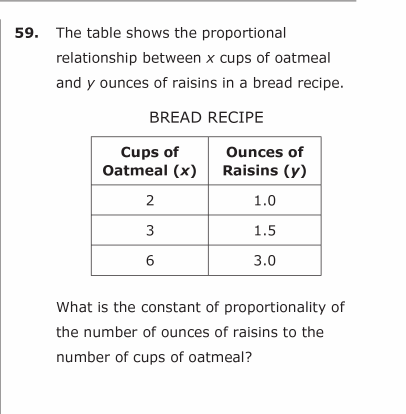 59. The table shows the proportional
relationship between x cups of oatmeal
and y ounces of raisins in a bread recipe.
BREAD RECIPE
Cups of Oatmeal (x) Ounces of Raisins (y)
2 1.0
3 1.5
6 3.0
What is the constant of proportionality of
the number of ounces of raisins to the
number of cups of oatmeal?